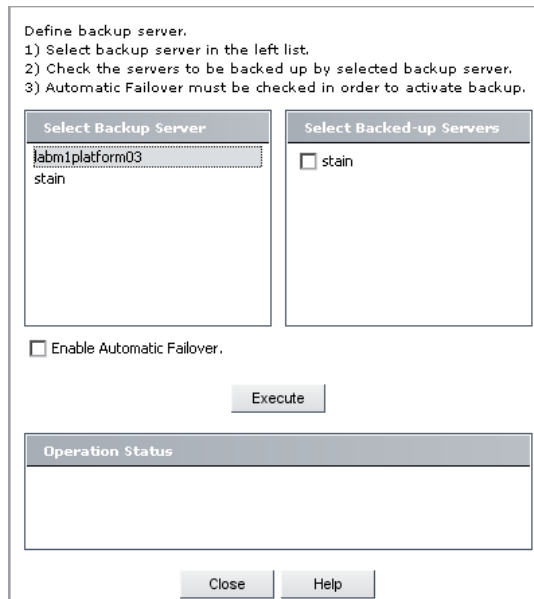 Define backup server.
1) Select backup server in the left list.
2) Check the servers to be backed up by selected backup server.
3) Automatic Failover must be checked in order to activate backup.
Select Backup Server
labm1platform03
stain
Select Backed-up Servers
stain
Enable Automatic Failover.
Execute
Operation Status
Close
Help